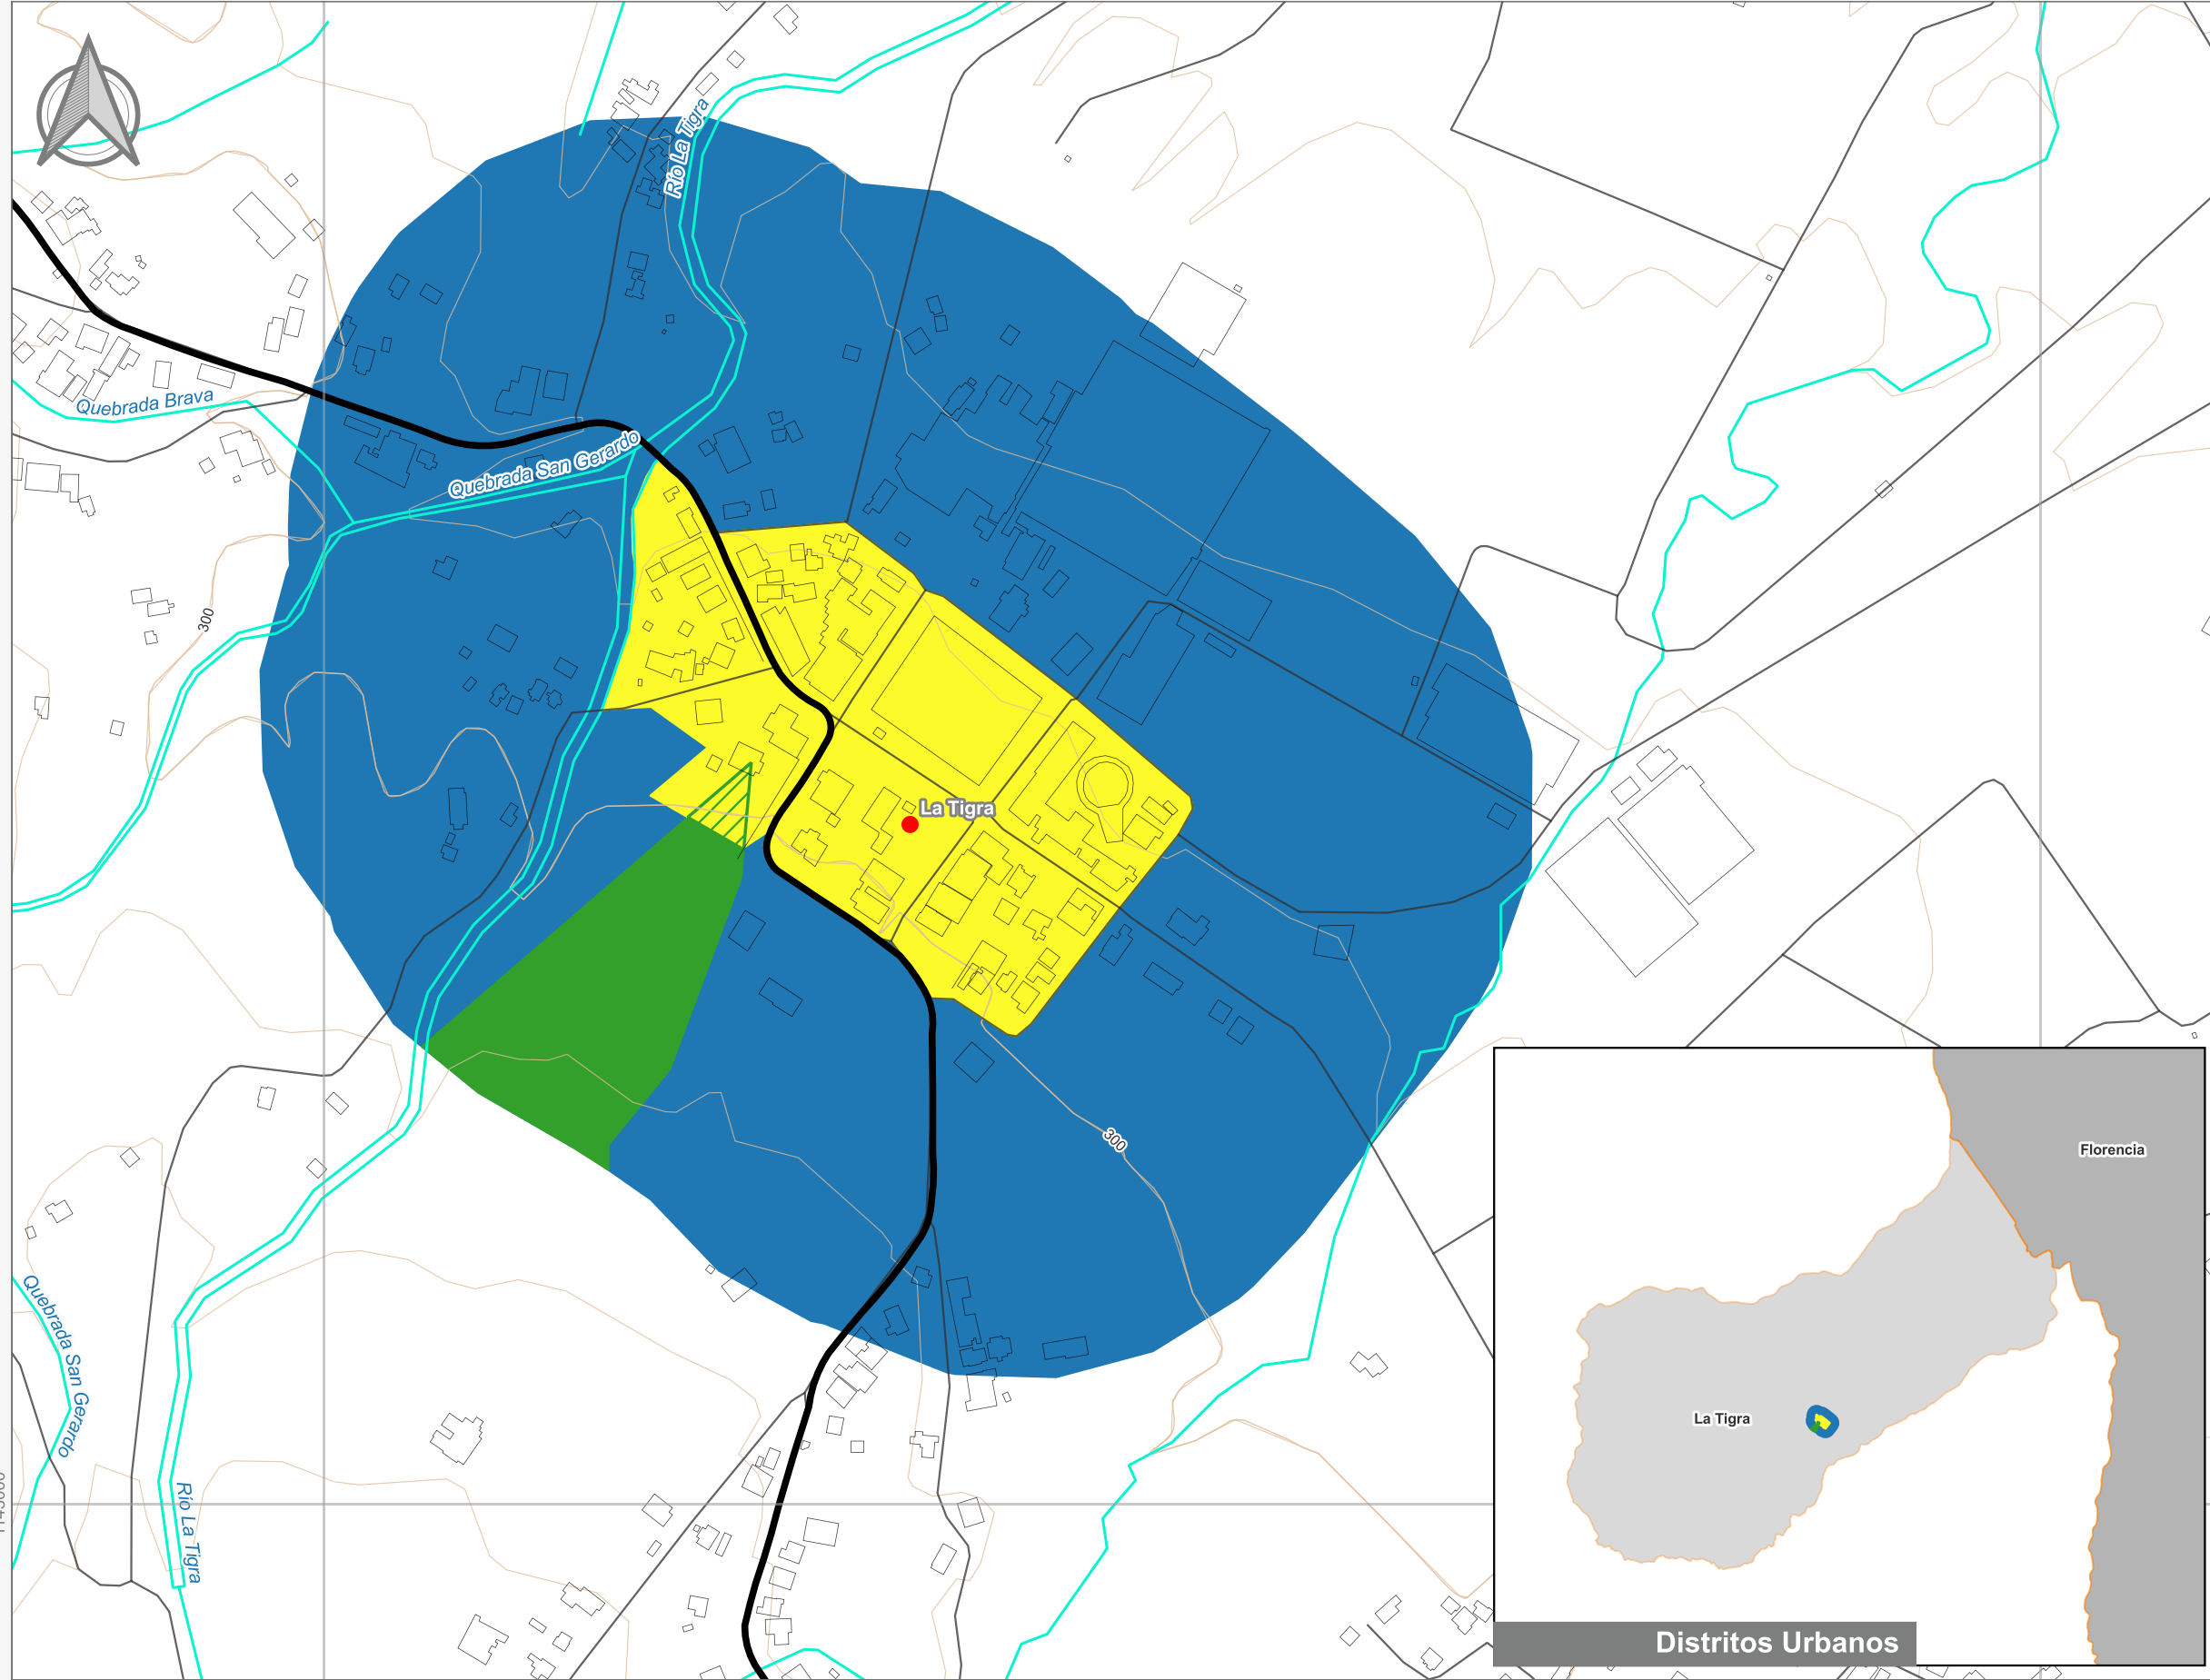 Río La Tigra
Quebrada Brava
Quebrada San Gerardo
300
La Tigra
300
Florencia
La Tigra
Quebrada San Gerardo
Río La Tigra
Distritos Urbanos